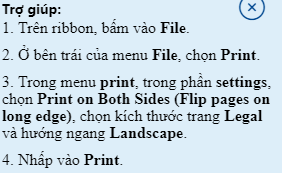 Trợ giúp:
1. Trên ribbon, bấm vào File.
2. Ở bên trái của menu File, chọn Print.
3. Trong menu print, trong phần settings,
chọn Print on Both Sides (Flip pages on
long edge), chọn kích thước trang Legal
và hướng ngang Landscape.
4. Nhấp vào Print.